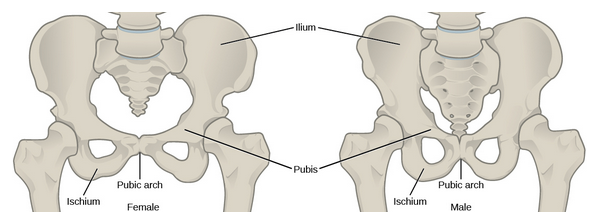 Ilium
Pubis
Ischium
Pubic arch
Female
Ischium
Pubic arch
Male